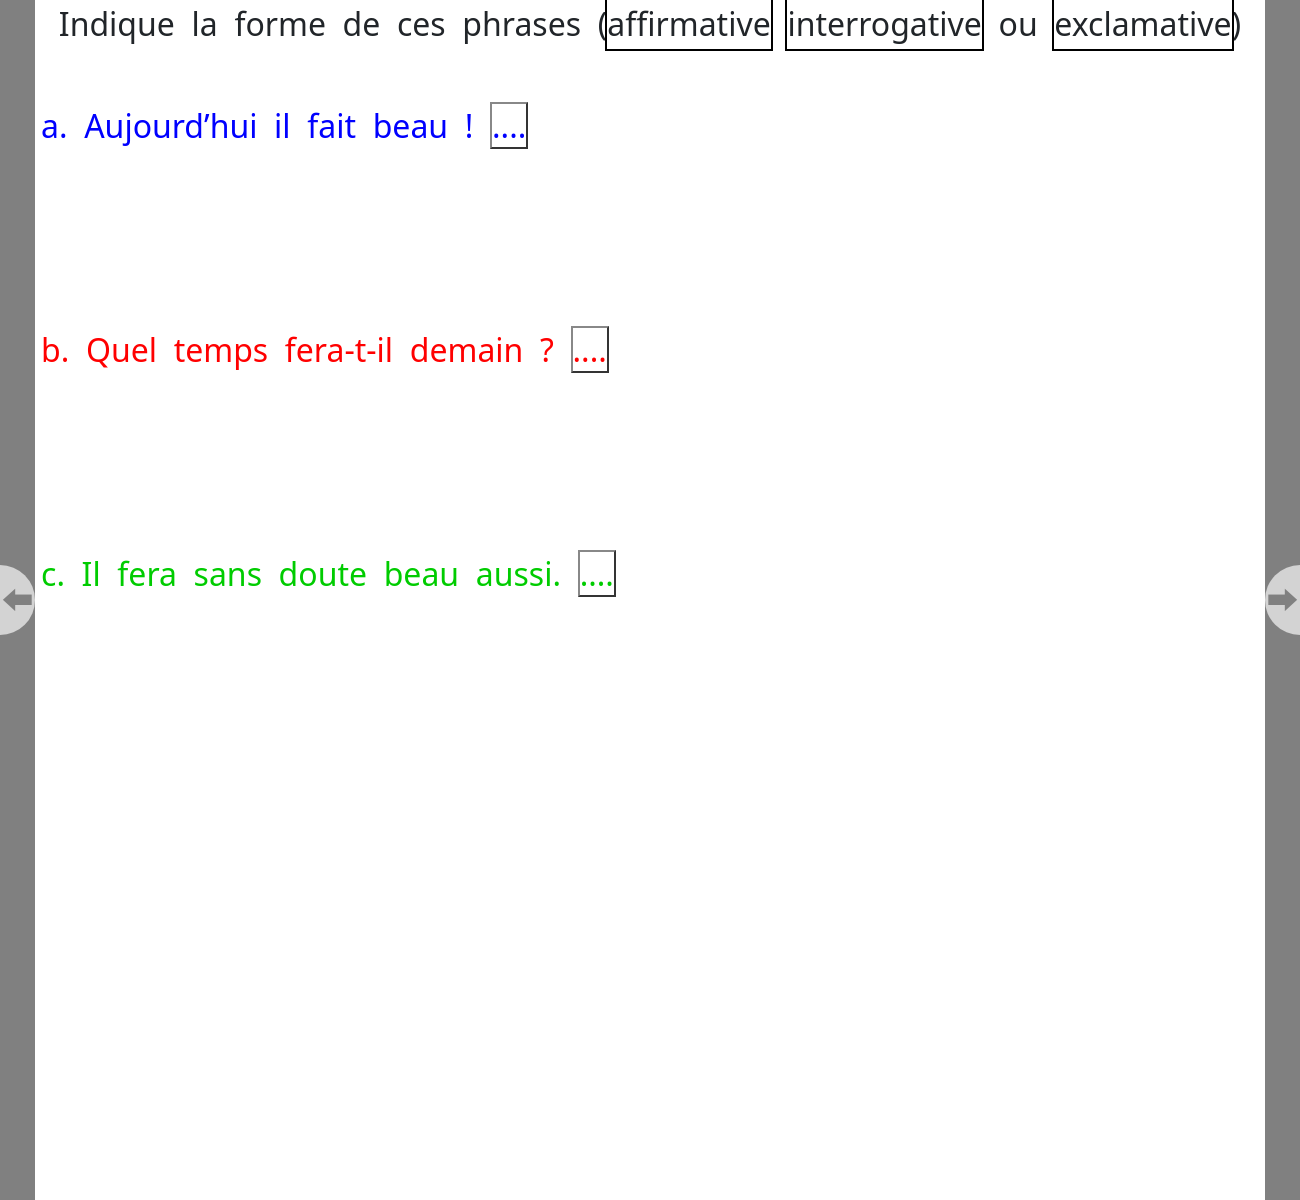 Indique la forme de ces phrases (affirmative interrogative ou exclamative)
a. Aujourd’hui il fait beau ! ....
b. Quel temps fera-t-il demain ? ....
c. Il fera sans doute beau aussi. ....